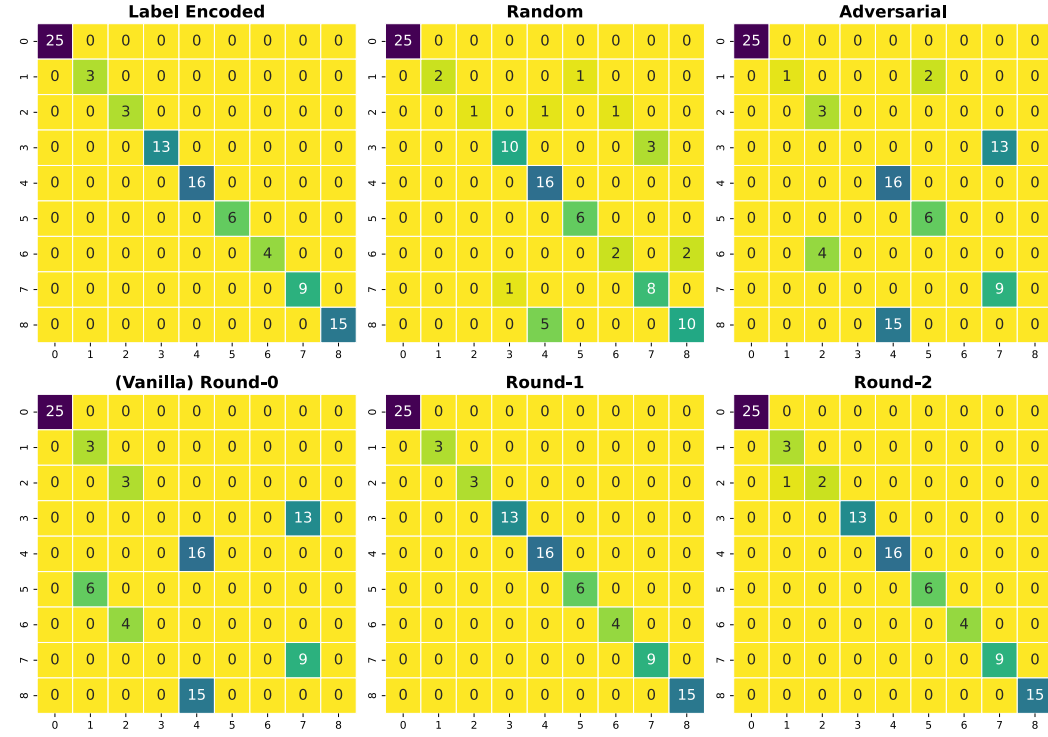 Label Encoded Random Adversarial
0 25 0 0 0 0 0 0 0 0 0 25 0 0 0 0 0 0 0 0 0 25 0 0 0 0 0 0 0 0
1 0 3 0 0 0 0 0 0 0 1 0 2 0 0 0 1 0 0 0 1 0 1 0 0 0 2 0 0 0
2 0 0 3 0 0 0 0 0 0 2 0 0 1 0 1 0 1 0 0 2 0 0 3 0 0 0 0 0 0
3 0 0 0 13 0 0 0 0 0 3 0 0 0 10 0 0 0 3 0 3 0 0 0 0 0 0 0 13 0
4 0 0 0 0 16 0 0 0 0 4 0 0 0 0 16 0 0 0 0 4 0 0 0 0 16 0 0 0 0
5 0 0 0 0 0 6 0 0 0 5 0 0 0 0 0 6 0 0 0 5 0 0 0 0 0 6 0 0 0
6 0 0 0 0 0 0 4 0 0 6 0 0 0 0 0 0 2 0 2 6 0 0 4 0 0 0 0 0 0
7 0 0 0 0 0 0 0 9 0 7 0 0 0 1 0 0 0 8 0 7 0 0 0 0 0 0 0 9 0
8 0 0 0 0 0 0 0 0 15 8 0 0 0 0 5 0 0 0 10 8 0 0 0 0 15 0 0 0 0
0 1 2 3 4 5 6 7 8 0 1 2 3 4 5 6 7 8 0 1 2 3 4 5 6 7 8
(Vanilla) Round-0 Round-1 Round-2
0 25 0 0 0 0 0 0 0 0 0 25 0 0 0 0 0 0 0 0 0 25 0 0 0 0 0 0 0 0
1 0 3 0 0 0 0 0 0 0 1 0 3 0 0 0 0 0 0 0 1 0 3 0 0 0 0 0 0 0
2 0 0 3 0 0 0 0 0 0 2 0 0 3 0 0 0 0 0 0 2 0 1 2 0 0 0 0 0 0
3 0 0 0 0 0 0 0 13 0 3 0 0 0 13 0 0 0 0 0 3 0 0 0 13 0 0 0 0 0
4 0 0 0 0 16 0 0 0 0 4 0 0 0 0 16 0 0 0 0 4 0 0 0 0 16 0 0 0 0
5 0 6 0 0 0 0 0 0 0 5 0 0 0 0 0 6 0 0 0 5 0 0 0 0 0 6 0 0 0
6 0 0 4 0 0 0 0 0 0 6 0 0 0 0 0 0 4 0 0 6 0 0 0 0 0 0 4 0 0
7 0 0 0 0 0 0 0 9 0 7 0 0 0 0 0 0 0 9 0 7 0 0 0 0 0 0 0 9 0
8 0 0 0 0 15 0 0 0 0 8 0 0 0 0 0 0 0 0 15 8 0 0 0 0 0 0 0 0 15
0 1 2 3 4 5 6 7 8 0 1 2 3 4 5 6 7 8 0 1 2 3 4 5 6 7 8